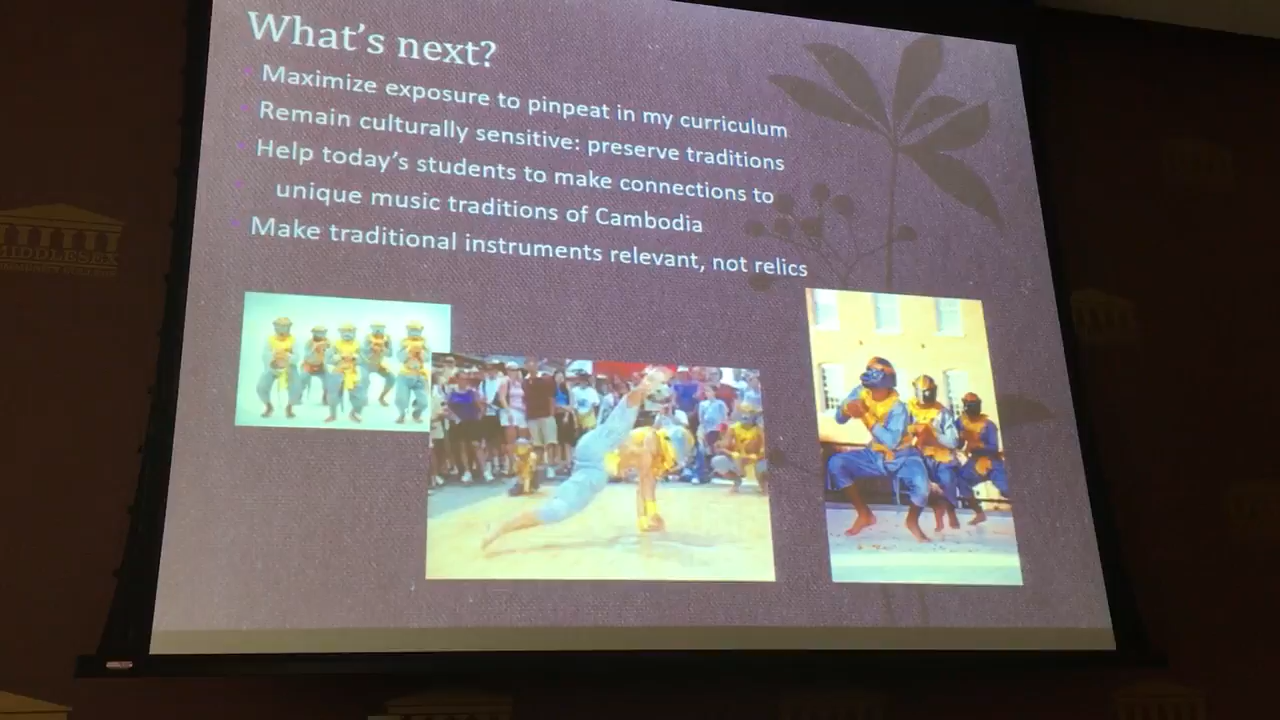 What's next?
Maximize exposure to pinpeat in my curriculum
Remain culturally sensitive: preserve traditions
Help today's students to make connections to
unique music traditions of Cambodia
Make traditional instruments relevant, not relics
MIDDLESEX